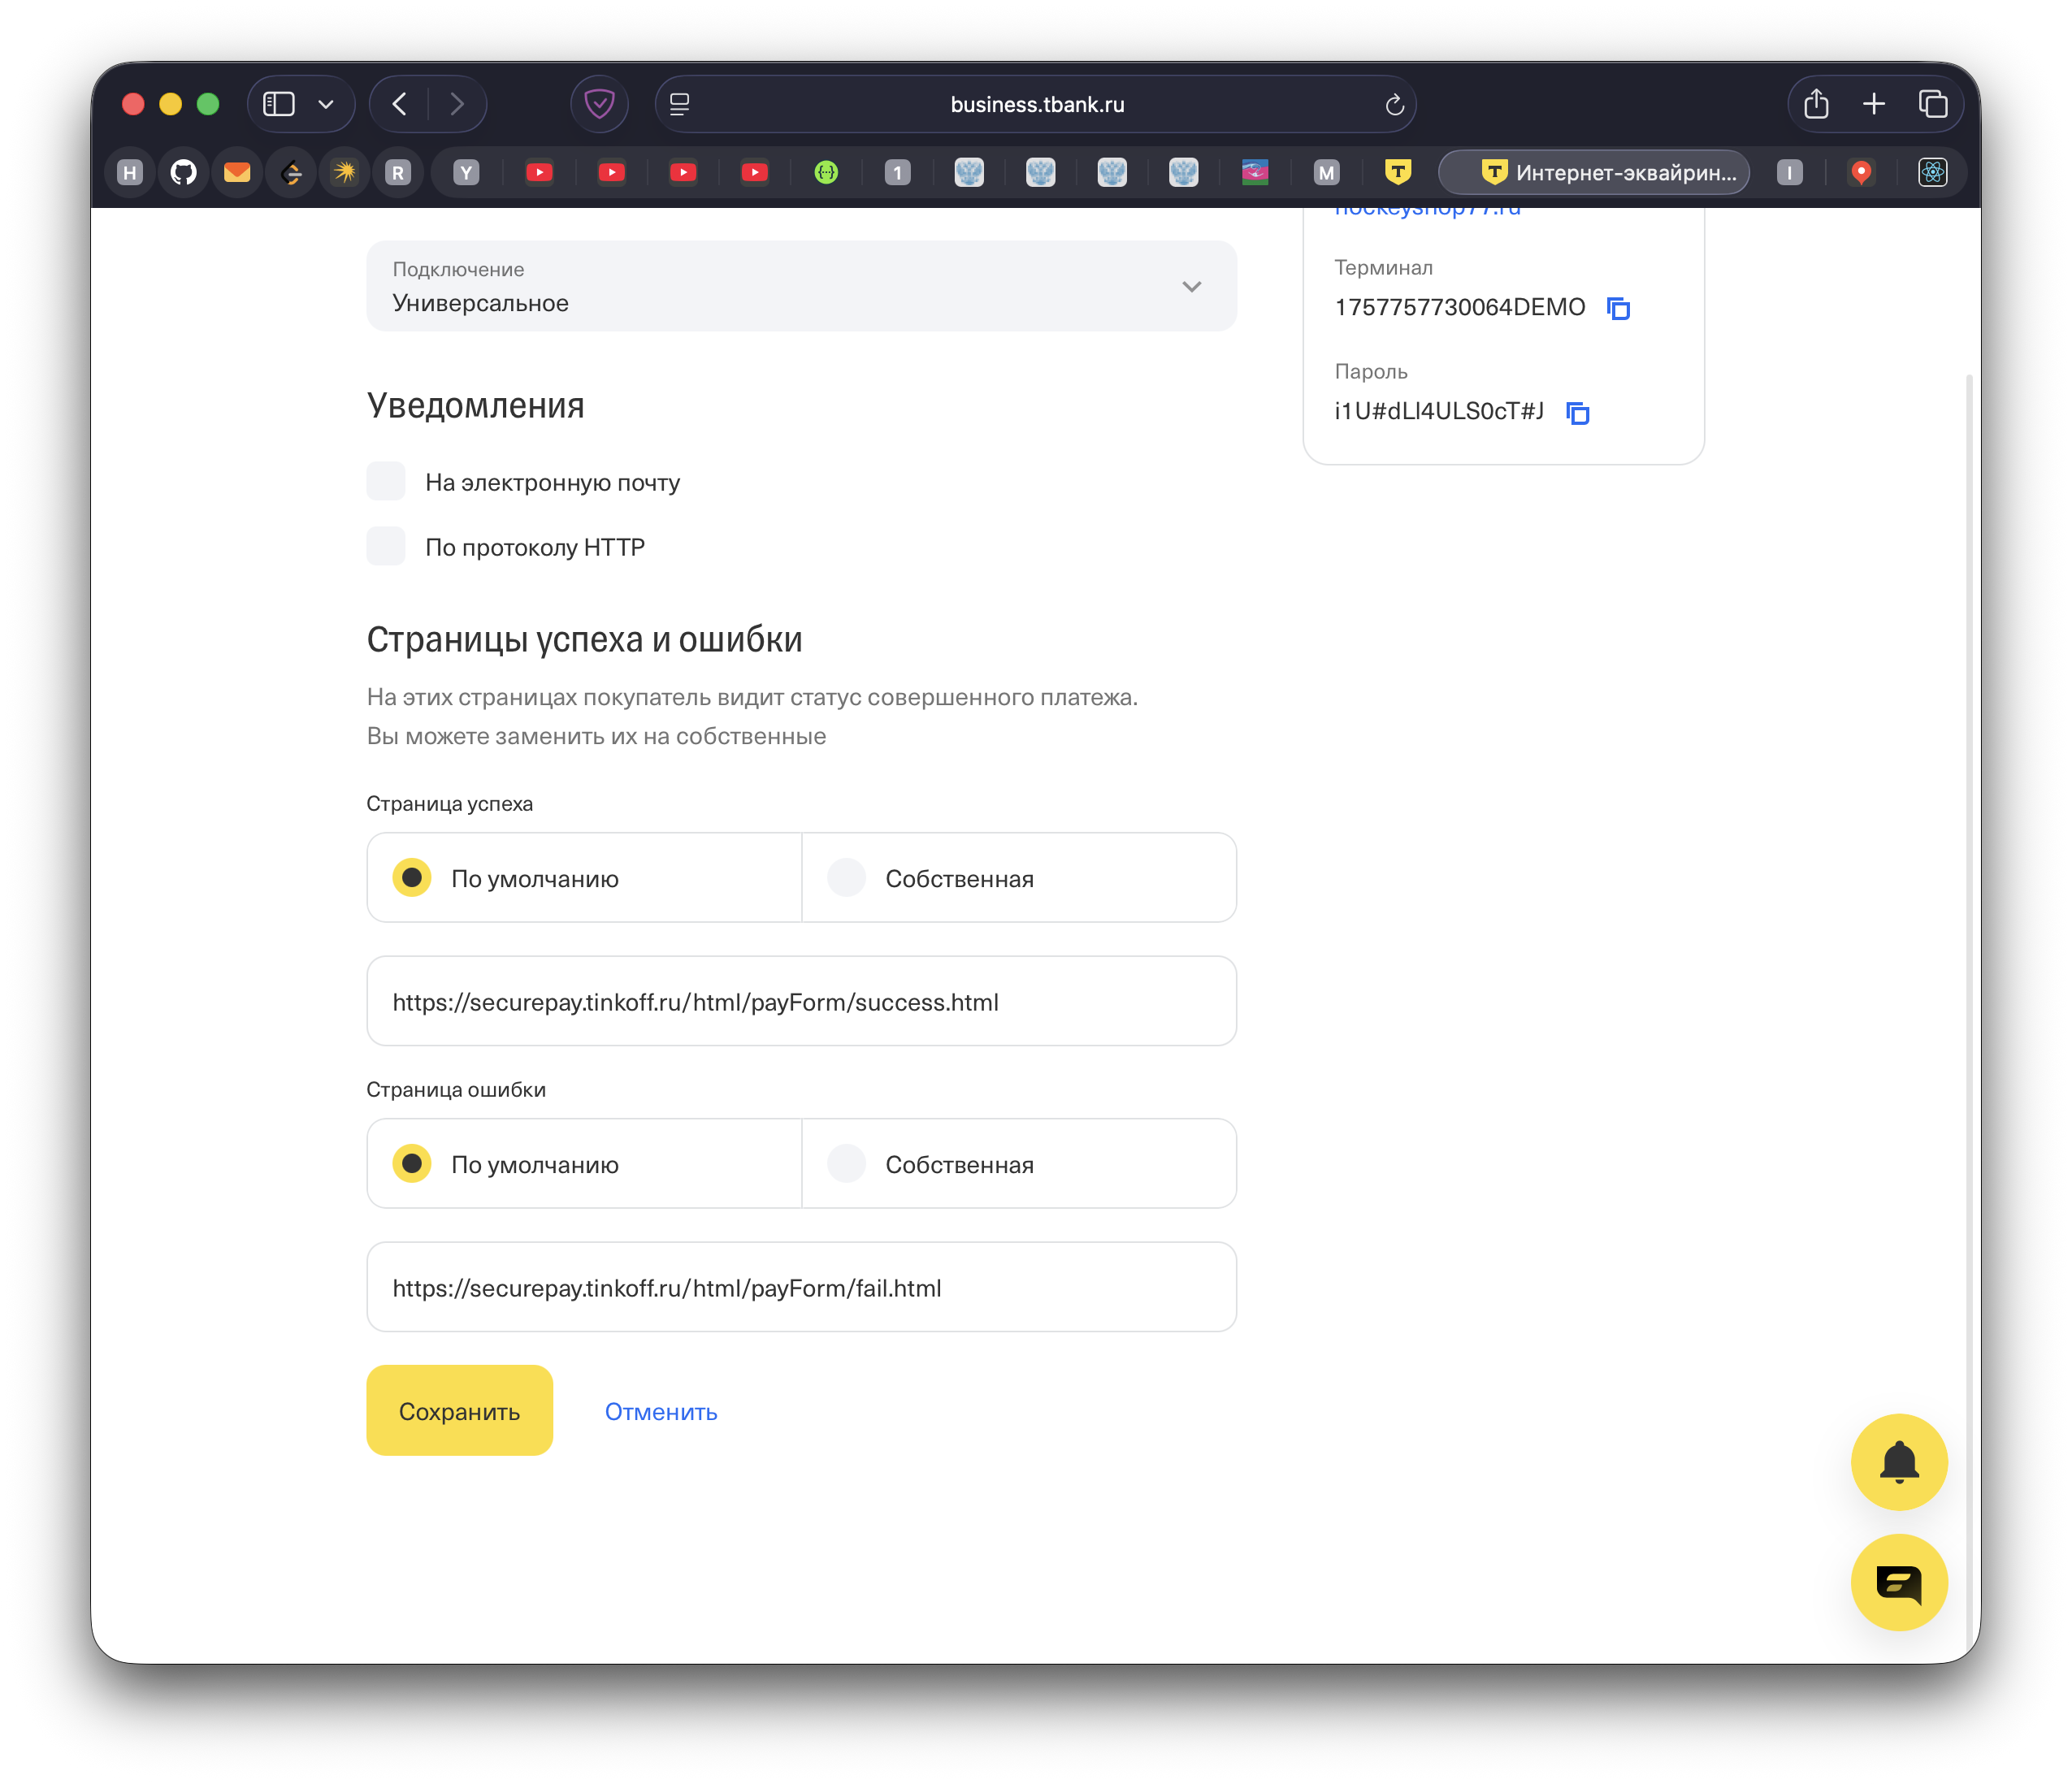 business.tbank.ru
H
R
Y
1
M
Интернет-эквайрин...
I
hockeyshop77.ru
Подключение
Универсальное
Терминал
1757757730064DEMO
Пароль
i1U#dLl4ULS0cT#J
Уведомления
На электронную почту
По протоколу HTTP
Страницы успеха и ошибки
На этих страницах покупатель видит статус совершенного платежа.
Вы можете заменить их на собственные
Страница успеха
По умолчанию
Собственная
https://securepay.tinkoff.ru/html/payForm/success.html
Страница ошибки
По умолчанию
Собственная
https://securepay.tinkoff.ru/html/payForm/fail.html
Сохранить
Отменить